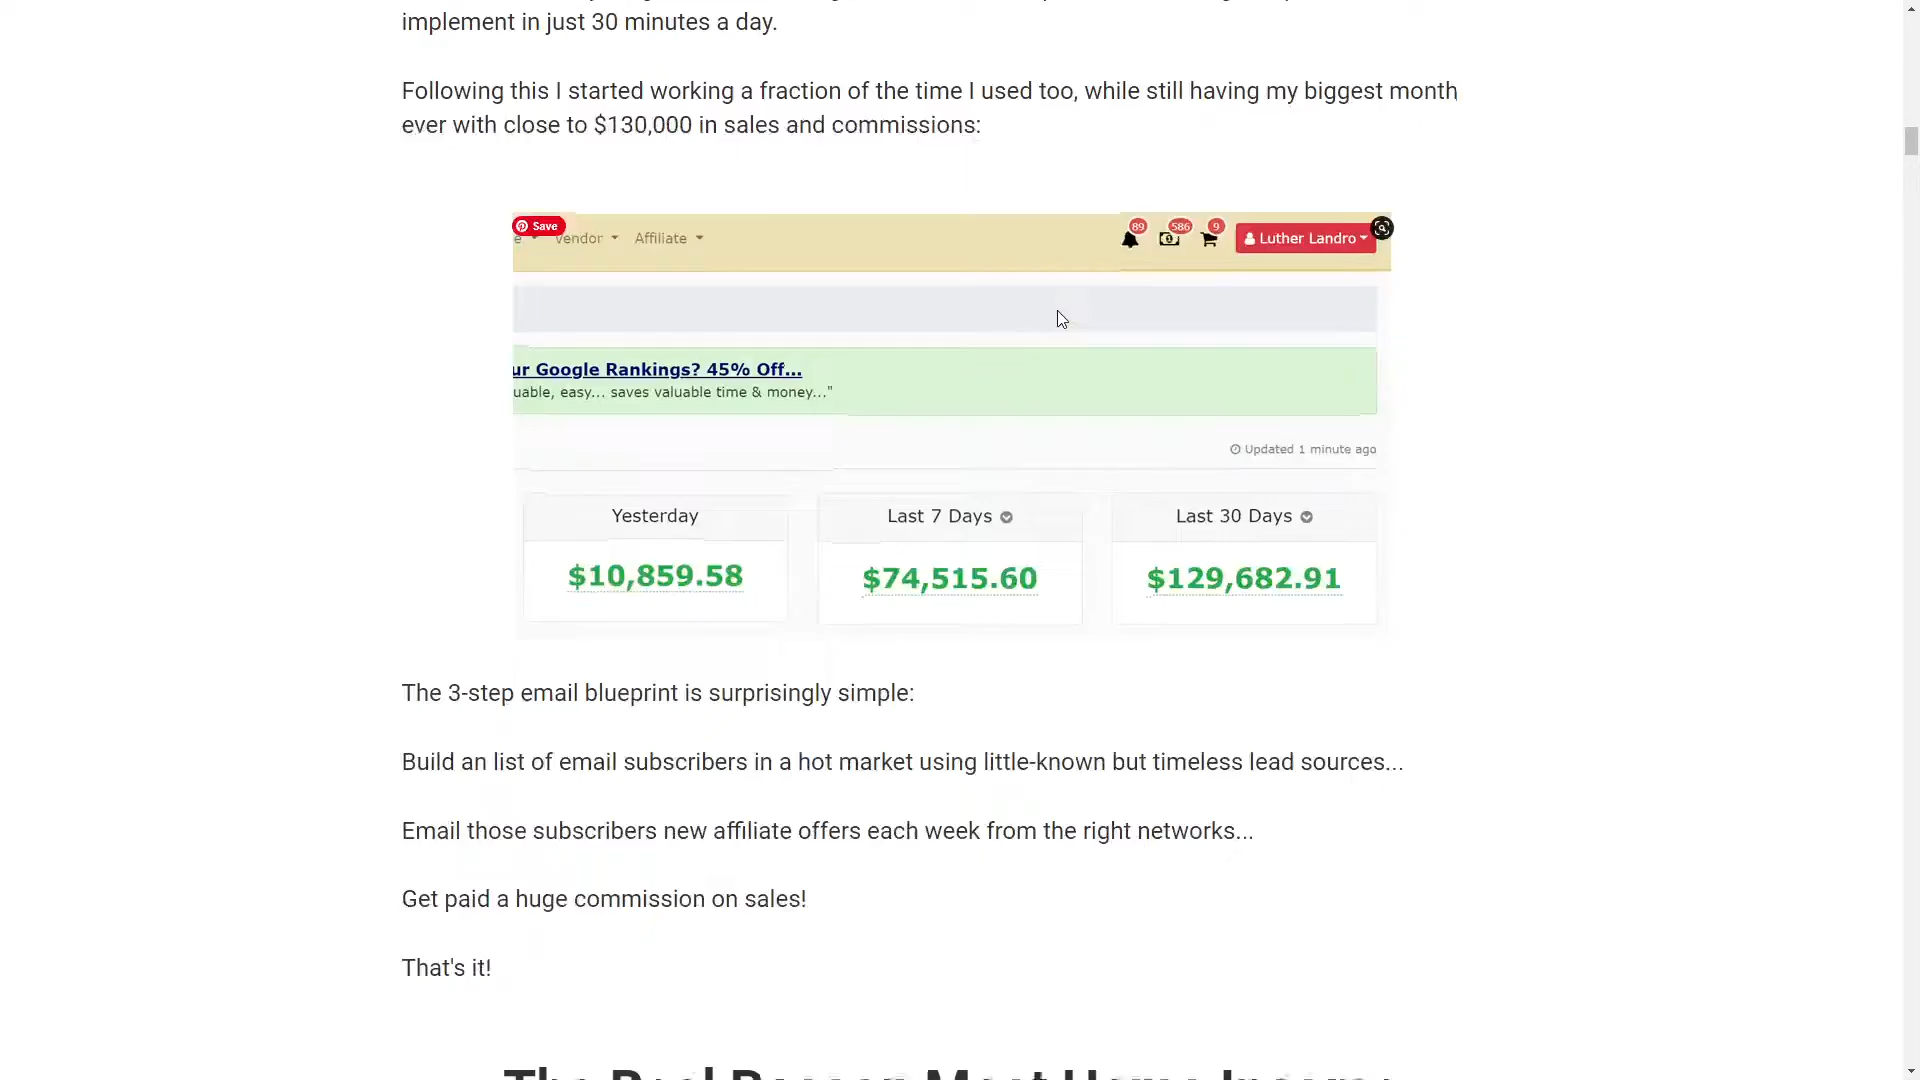 implement in just 30 minutes a day.
Following this I started working a fraction of the time I used too, while still having my biggest month
ever with close to $130,000 in sales and commissions:
Save
e Vendor Affiliate 89 586 9 Luther Landro
ur Google Rankings? 45% Off...
uable, easy... saves valuable time & money..."
Updated 1 minute ago
Yesterday Last 7 Days Last 30 Days
$10,859.58 $74,515.60 $129,682.91
The 3-step email blueprint is surprisingly simple:
Build an list of email subscribers in a hot market using little-known but timeless lead sources...
Email those subscribers new affiliate offers each week from the right networks...
Get paid a huge commission on sales!
That's it!